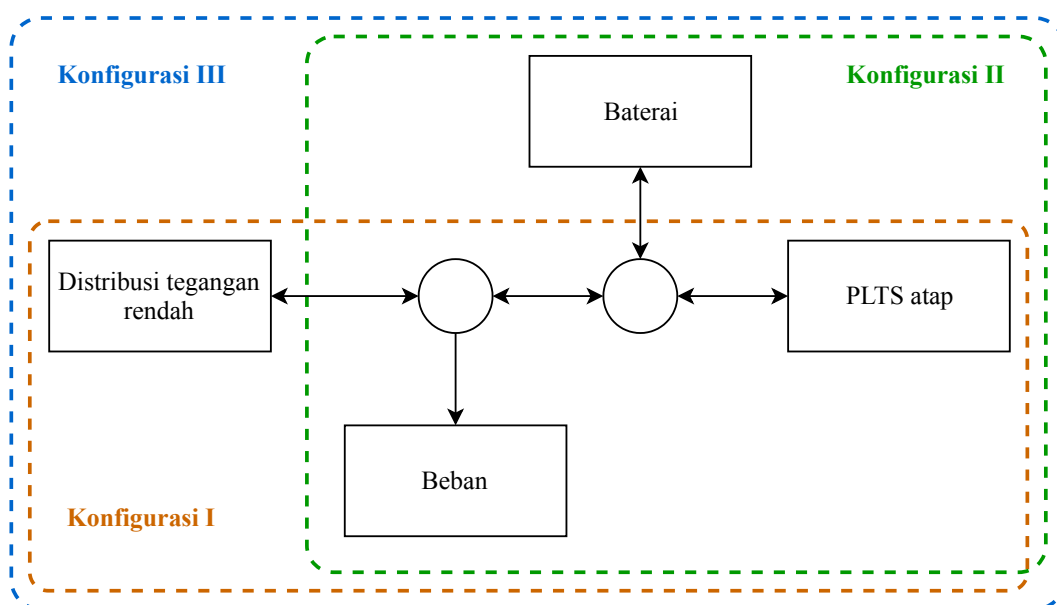 Konfigurasi III
Konfigurasi II
Baterai
Distribusi tegangan
rendah
PLTS atap
Beban
Konfigurasi I